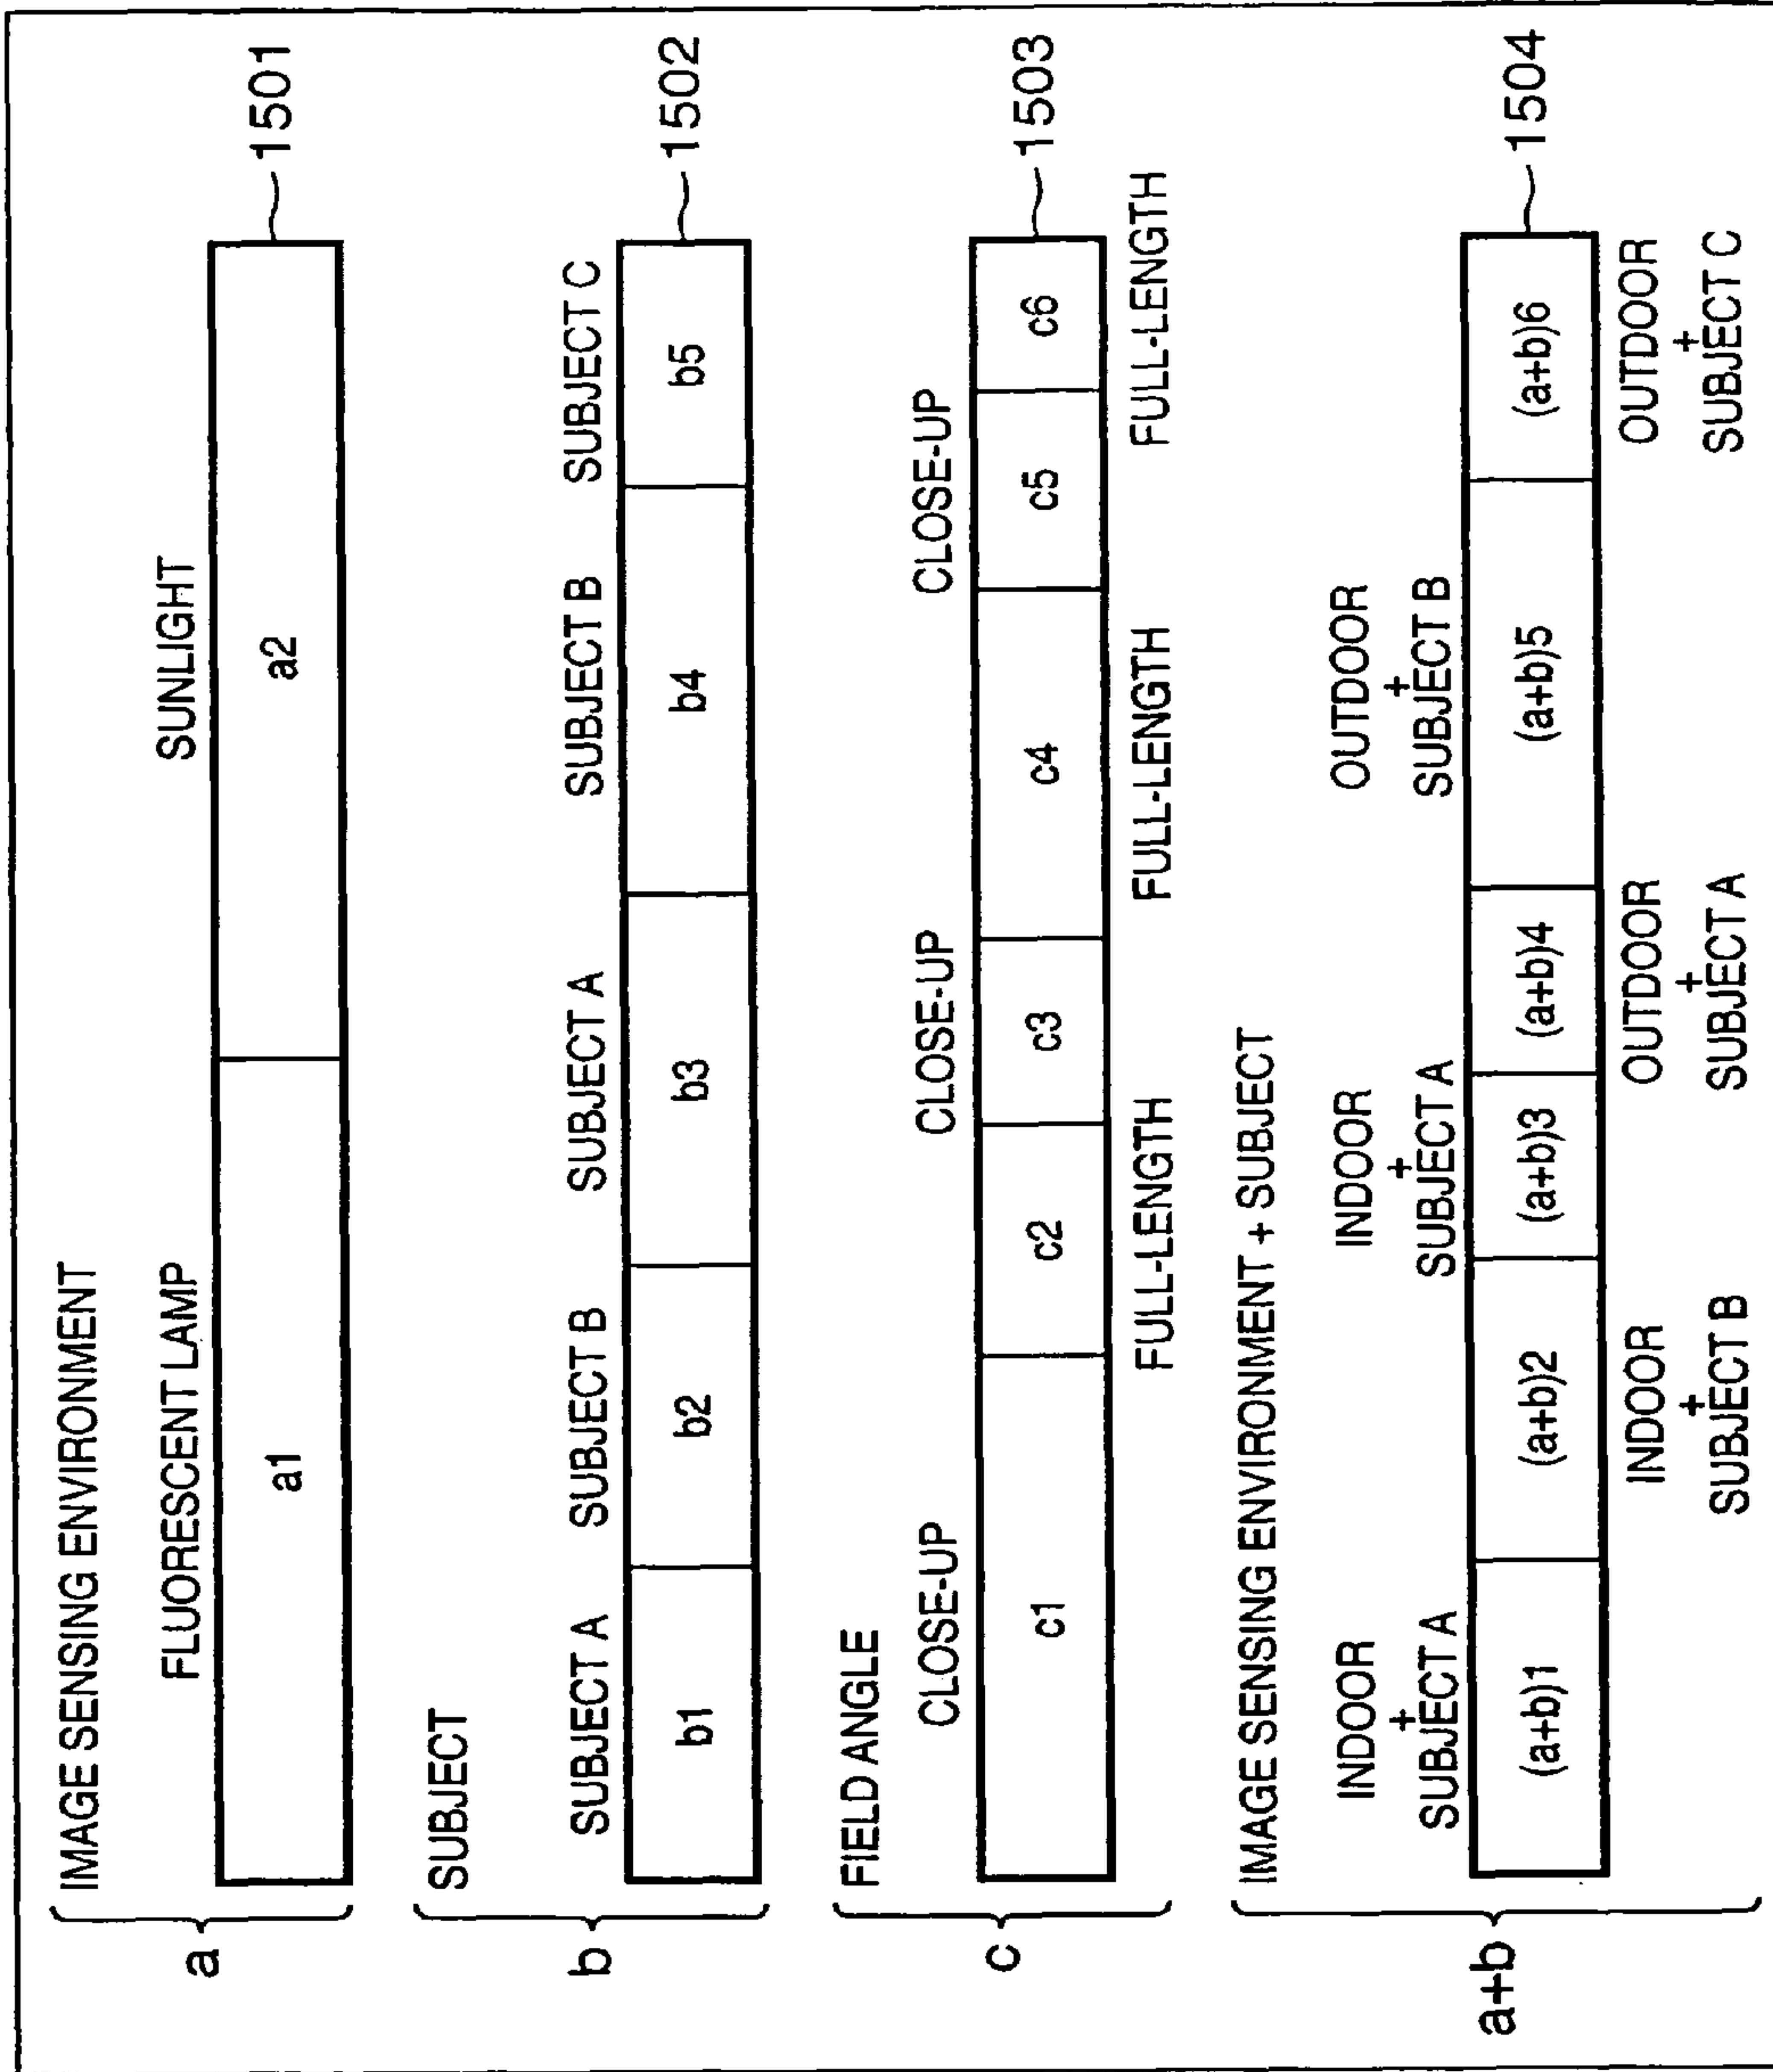 a
IMAGE SENSING ENVIRONMENT
FLUORESCENT LAMP
SUNLIGHT
a1
a2
1501
b
SUBJECT
SUBJECT A
SUBJECT B
SUBJECT A
SUBJECT B
SUBJECT C
b1
b2
b3
b4
b5
1502
c
FIELD ANGLE
CLOSE-UP
CLOSE-UP
CLOSE-UP
c1
c2
c3
c4
c5
c6
1503
FULL-LENGTH
FULL-LENGTH
FULL-LENGTH
a+b
IMAGE SENSING ENVIRONMENT + SUBJECT
INDOOR
+
SUBJECT A
INDOOR
+
SUBJECT A
OUTDOOR
+
SUBJECT B
(a+b)1
(a+b)2
(a+b)3
(a+b)4
(a+b)5
(a+b)6
1504
INDOOR
+
SUBJECT B
OUTDOOR
+
SUBJECT A
OUTDOOR
+
SUBJECT C